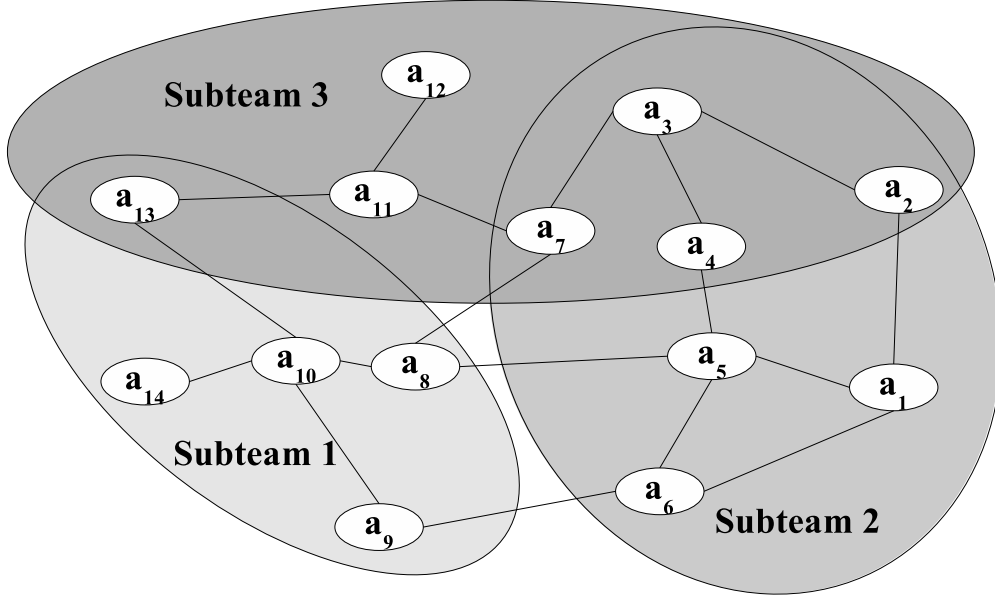 a12
Subteam 3
a3
a13
a11
a2
a7
a4
a10
a8
a5
a14
a1
Subteam 1
a6
Subteam 2
a9